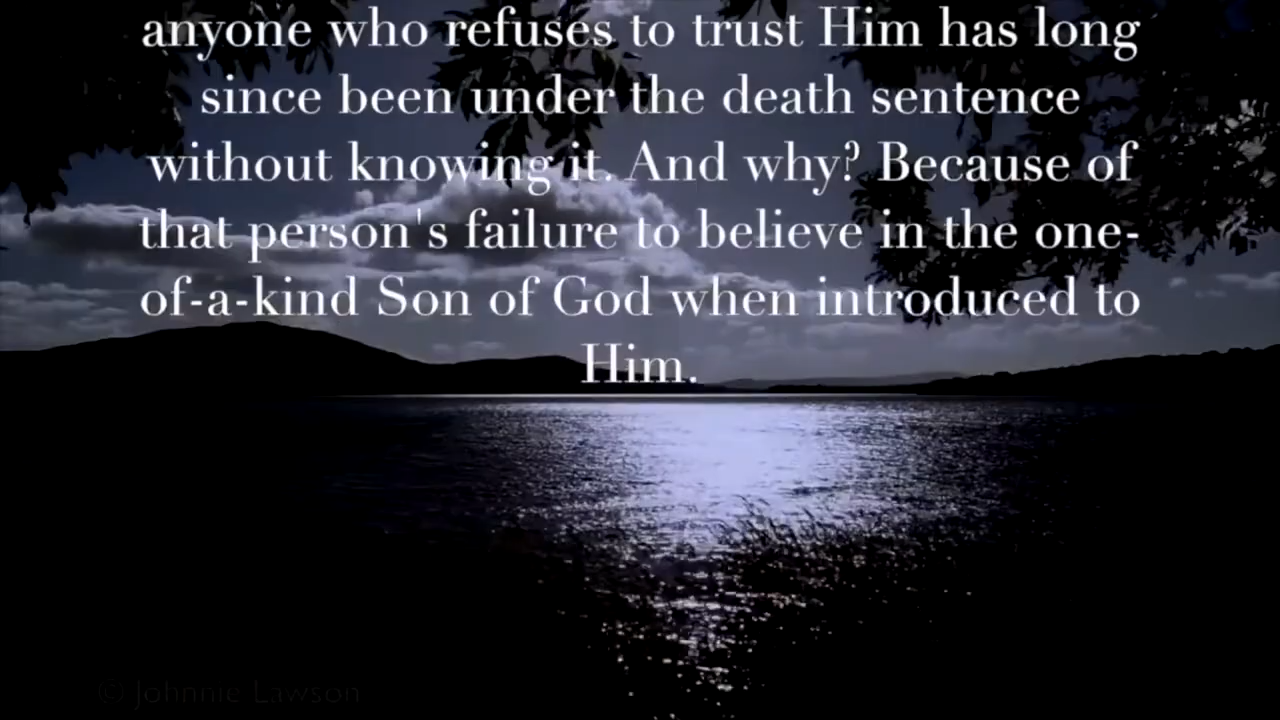 anyone who refuses to trust Him has long
since been under the death sentence
without knowing it. And why? Because of
that person's failure to believe in the one-
of-a-kind Son of God when introduced to
Him.
© Johnnie Lawson